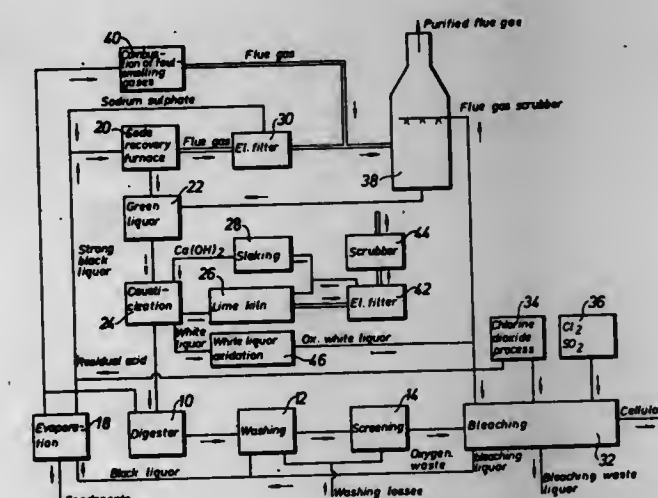 Purified flue gas
40
Combus-
tion of foul
smelling
gases
Flue gas
Sodium sulphate
Flue gas scrubber
20
30
Soda
recovery
furnace
Flue gas
El. filter
38
22
Green
liquor
28
44
Strong
black
liquor
Ca(OH)2
Slaking
Scrubber
26
Causti-
cization
Lime kiln
El. filter
42
34
36
24
White
liquor
White liquor
oxidation
Ox. white liquor
Chlorine
dioxide
process
Cl2
SO2
46
Residual acid
10
12
14
Evapora-
tion
18
Digester
Washing
Screening
Bleaching
Cellulo
32
Black liquor
Oxygen
waste
bleaching
liquor
Bleaching waste
liquor
Washing losses